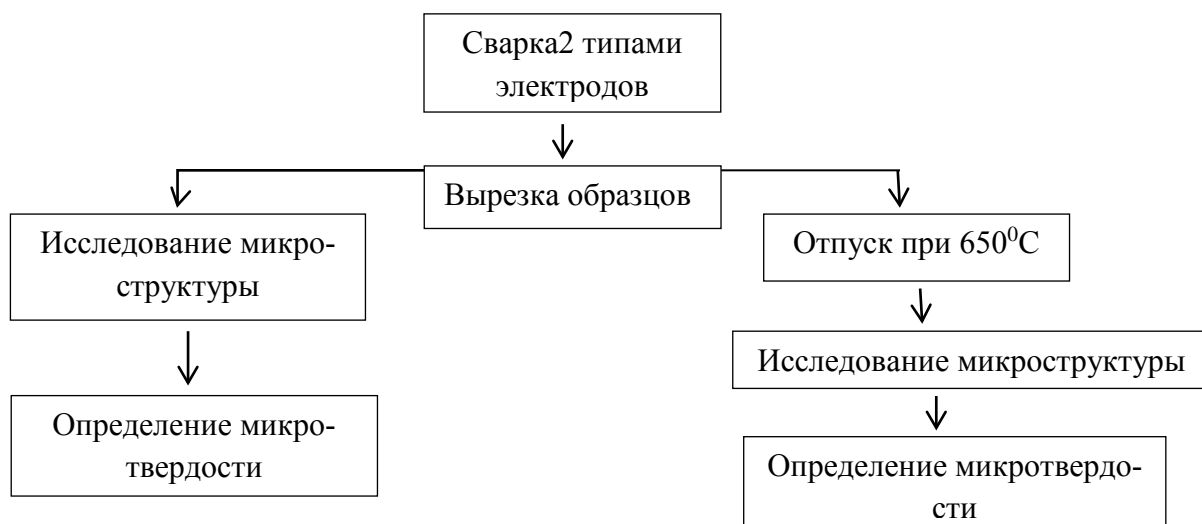 Сварка2 типами
электродов
Вырезка образцов
Исследование микро-
структуры
Определение микро-
твердости
Отпуск при 650⁰С
Исследование микроструктуры
Определение микротвердо-
сти